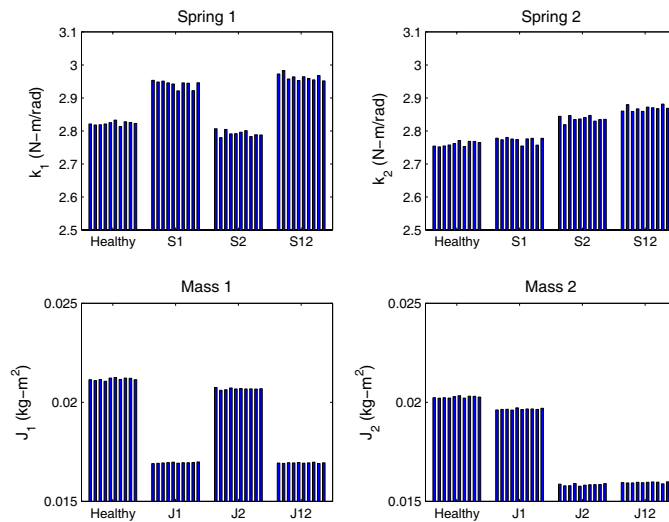 Spring 1
3.1
3
2.9
2.8
2.7
2.6
2.5
k1 (N−m/rad)
Healthy S1 S2 S12
Spring 2
3.1
3
2.9
2.8
2.7
2.6
2.5
k2 (N−m/rad)
Healthy S1 S2 S12
Mass 1
0.025
0.02
0.015
J1 (kg−m2)
Healthy J1 J2 J12
Mass 2
0.025
0.02
0.015
J2 (kg−m2)
Healthy J1 J2 J12